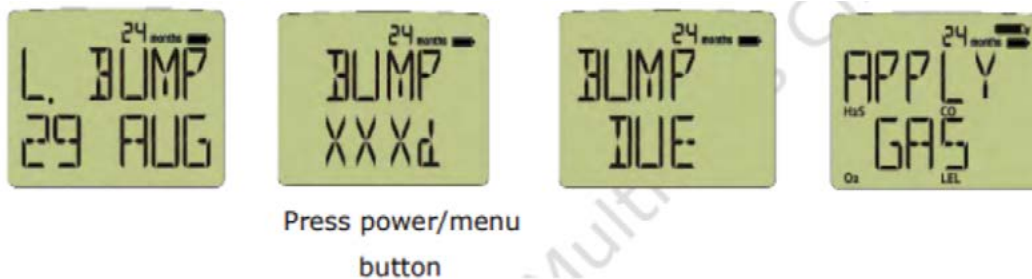 24 months
L. BUMP
29 AUG
24 months
BUMP
XXXd
24 months
BUMP
DUE
24 months
APPLY
H2S CO
GAS
O2 LEL
Press power/menu
button